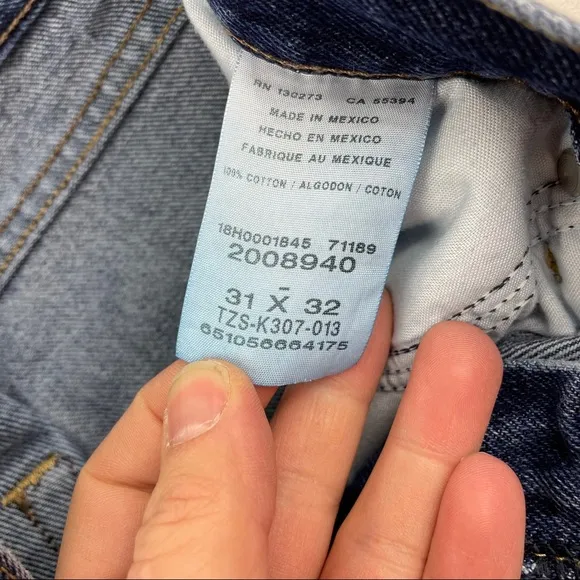 RN 130273 CA 55394
MADE IN MEXICO
HECHO EN MEXICO
FABRIQUE AU MEXIQUE
100% COTTON / ALGODON / COTON
18H0001845 71189
2008940
31 X 32
TZS-K307-013
651056664175